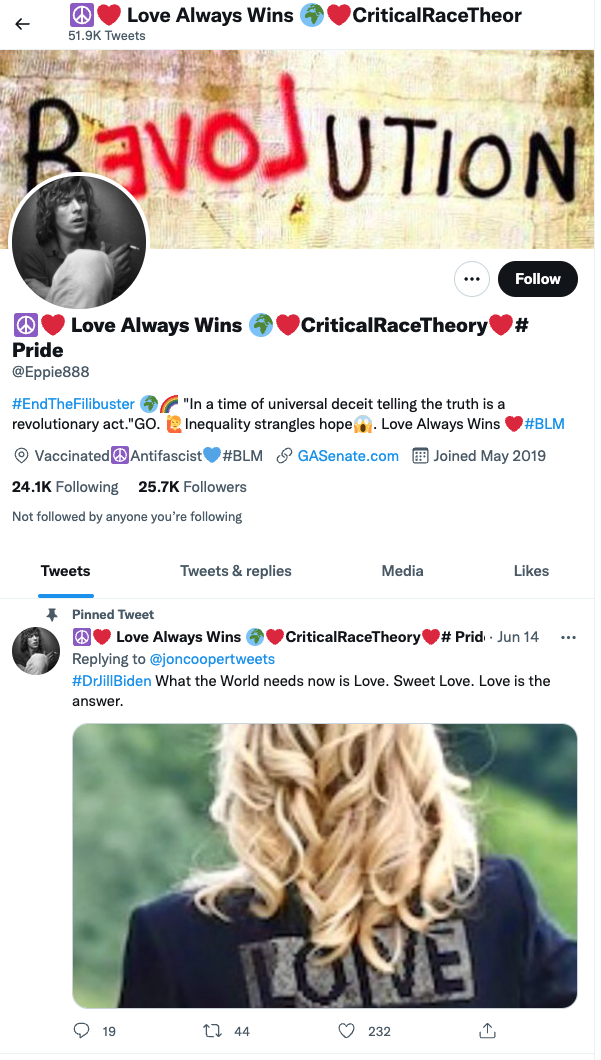 ☮️❤️ Love Always Wins 🌍❤️CriticalRaceTheor
51.9K Tweets
REVOLUTION
Follow
☮️❤️ Love Always Wins 🌍❤️CriticalRaceTheory❤️#
Pride
@Eppie888
#EndTheFilibuster 🌍🌈 "In a time of universal deceit telling the truth is a
revolutionary act."GO. 🙋Inequality strangles hope😱. Love Always Wins ❤️#BLM
Vaccinated☮️Antifascist💙#BLM GASenate.com Joined May 2019
24.1K Following 25.7K Followers
Not followed by anyone you're following
Tweets Tweets & replies Media Likes
Pinned Tweet
☮️❤️ Love Always Wins 🌍❤️CriticalRaceTheory❤️# Prid · Jun 14
Replying to @joncoopertweets
#DrJillBiden What the World needs now is Love. Sweet Love. Love is the
answer.
LOVE
19 44 232